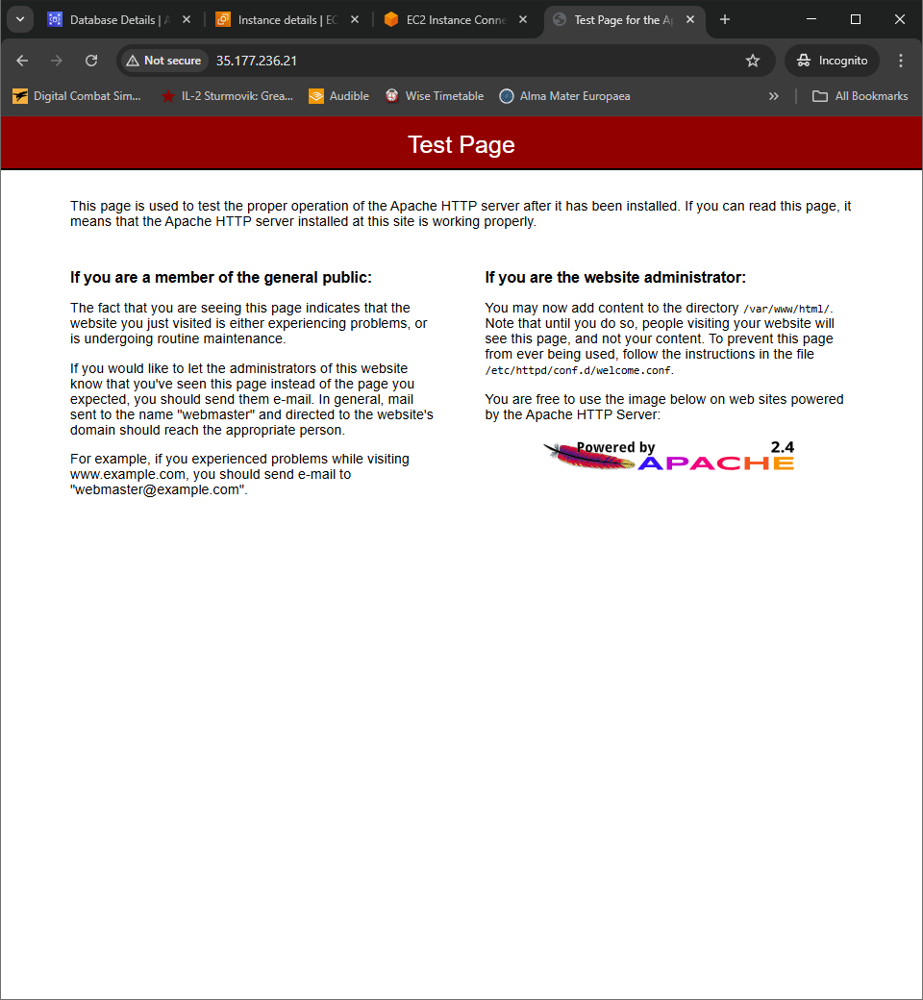 Database Details | A
Instance details | EC
EC2 Instance Conne
Test Page for the Ap
Not secure
35.177.236.21
Incognito
Digital Combat Sim...
IL-2 Sturmovik: Grea...
Audible
Wise Timetable
Alma Mater Europaea
All Bookmarks
Test Page
This page is used to test the proper operation of the Apache HTTP server after it has been installed. If you can read this page, it
means that the Apache HTTP server installed at this site is working properly.
If you are a member of the general public:
The fact that you are seeing this page indicates that the
website you just visited is either experiencing problems, or
is undergoing routine maintenance.
If you would like to let the administrators of this website
know that you've seen this page instead of the page you
expected, you should send them e-mail. In general, mail
sent to the name "webmaster" and directed to the website's
domain should reach the appropriate person.
For example, if you experienced problems while visiting
www.example.com, you should send e-mail to
"webmaster@example.com".
If you are the website administrator:
You may now add content to the directory /var/www/html/.
Note that until you do so, people visiting your website will
see this page, and not your content. To prevent this page
from ever being used, follow the instructions in the file
/etc/httpd/conf.d/welcome.conf.
You are free to use the image below on web sites powered
by the Apache HTTP Server:
Powered by 2.4
APACHE